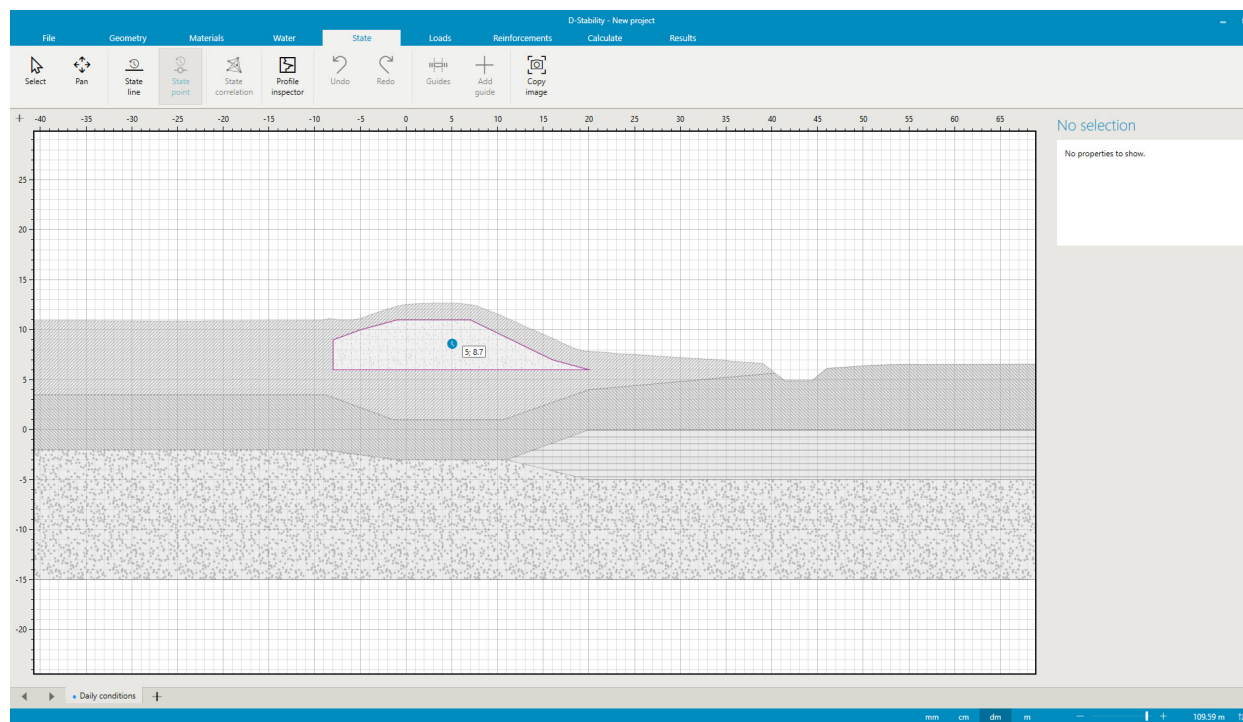 D-Stability - New project
File Geometry Materials Water State Loads Reinforcements Calculate Results
Select Pan State line State point State correlation Profile inspector Undo Redo Guides Add guide Copy image
-40 -35 -30 -25 -20 -15 -10 -5 0 5 10 15 20 25 30 35 40 45 50 55 60 65
No selection
No properties to show.
25
20
15
10
5; 8.7
5
0
-5
-10
-15
-20
Daily conditions
mm cm dm m 109.59 m